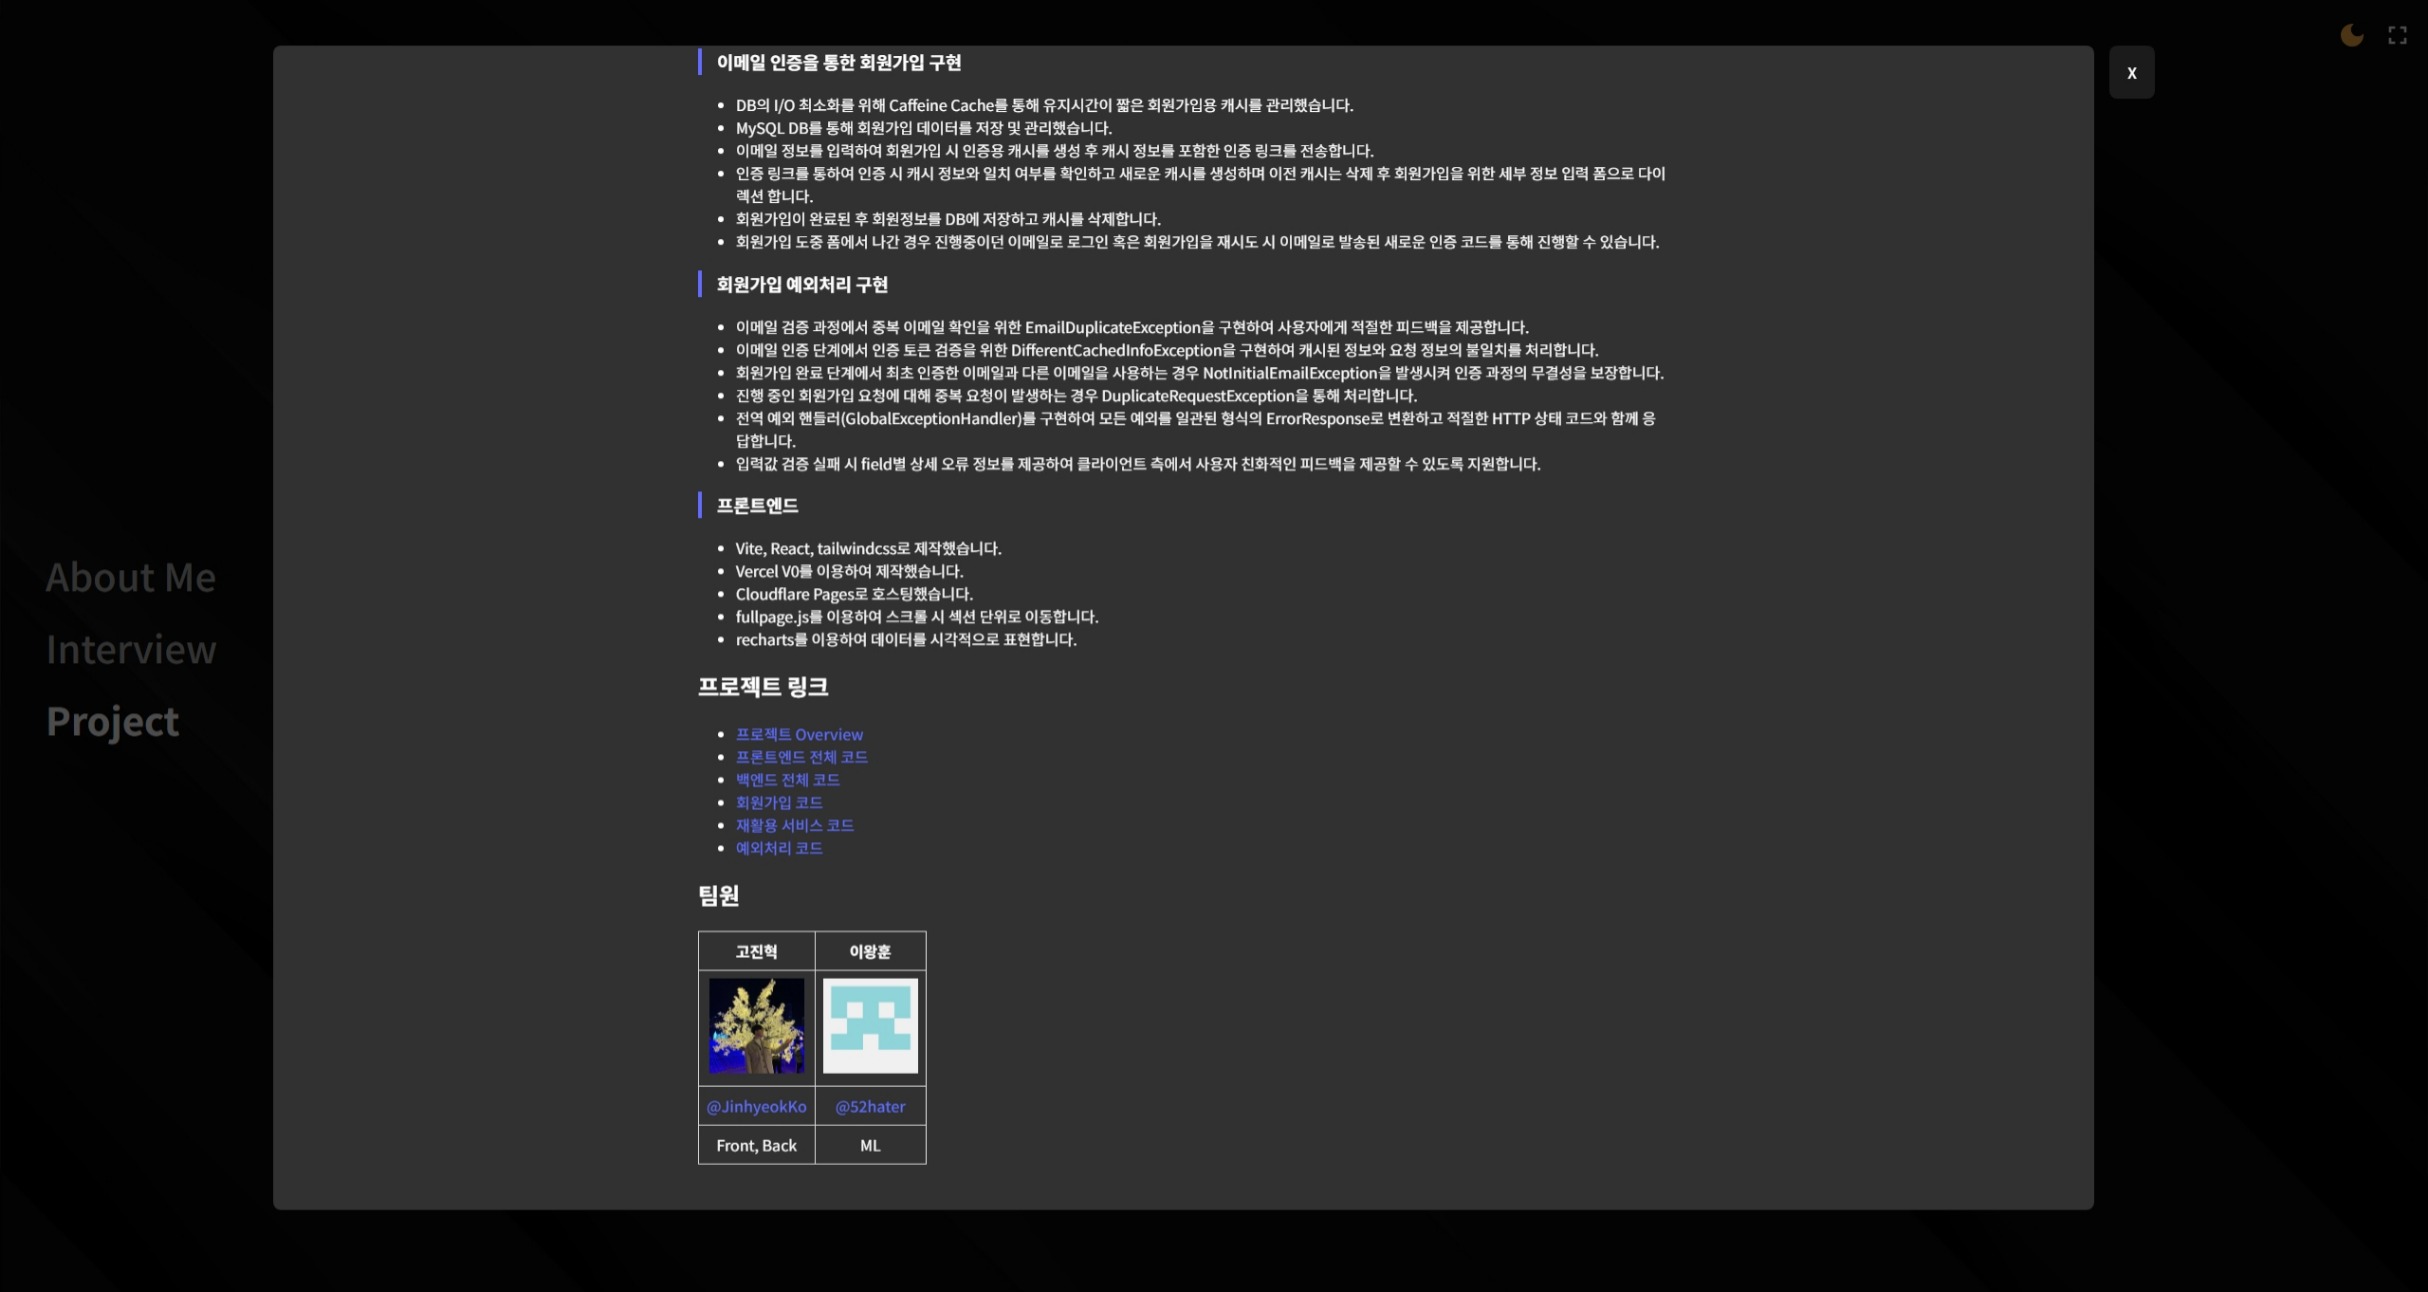 X
이메일 인증을 통한 회원가입 구현
DB의 I/O 최소화를 위해 Caffeine Cache를 통해 유지시간이 짧은 회원가입용 캐시를 관리했습니다.
MySQL DB를 통해 회원가입 데이터를 저장 및 관리했습니다.
이메일 정보를 입력하여 회원가입 시 인증용 캐시를 생성 후 캐시 정보를 포함한 인증 링크를 전송합니다.
인증 링크를 통하여 인증 시 캐시 정보와 일치 여부를 확인하고 새로운 캐시를 생성하며 이전 캐시는 삭제 후 회원가입을 위한 세부 정보 입력 폼으로 다이
렉션 합니다.
회원가입이 완료된 후 회원정보를 DB에 저장하고 캐시를 삭제합니다.
회원가입 도중 폼에서 나간 경우 진행중이던 이메일로 로그인 혹은 회원가입을 재시도 시 이메일로 발송된 새로운 인증 코드를 통해 진행할 수 있습니다.
회원가입 예외처리 구현
이메일 검증 과정에서 중복 이메일 확인을 위한 EmailDuplicateException을 구현하여 사용자에게 적절한 피드백을 제공합니다.
이메일 인증 단계에서 인증 토큰 검증을 위한 DifferentCachedInfoException을 구현하여 캐시된 정보와 요청 정보의 불일치를 처리합니다.
회원가입 완료 단계에서 최초 인증한 이메일과 다른 이메일을 사용하는 경우 NotInitialEmailException을 발생시켜 인증 과정의 무결성을 보장합니다.
진행 중인 회원가입 요청에 대해 중복 요청이 발생하는 경우 DuplicateRequestException을 통해 처리합니다.
전역 예외 핸들러(GlobalExceptionHandler)를 구현하여 모든 예외를 일관된 형식의 ErrorResponse로 변환하고 적절한 HTTP 상태 코드와 함께 응
답합니다.
입력값 검증 실패 시 field별 상세 오류 정보를 제공하여 클라이언트 측에서 사용자 친화적인 피드백을 제공할 수 있도록 지원합니다.
프론트엔드
Vite, React, tailwindcss로 제작했습니다.
Vercel V0를 이용하여 제작했습니다.
Cloudflare Pages로 호스팅했습니다.
fullpage.js를 이용하여 스크롤 시 섹션 단위로 이동합니다.
recharts를 이용하여 데이터를 시각적으로 표현합니다.
About Me
Interview
Project
프로젝트 링크
프로젝트 Overview
프론트엔드 전체 코드
백엔드 전체 코드
회원가입 코드
재활용 서비스 코드
예외처리 코드
팀원
고진혁 이왕훈
@JinhyeokKo @52hater
Front, Back ML